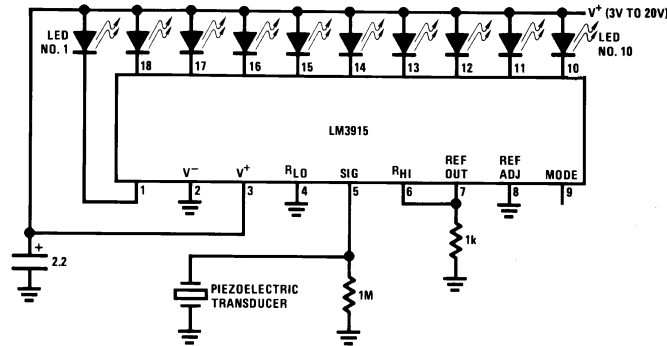 V⁺ (3V TO 20V)
LED
NO. 1
LED
NO. 10
18 17 16 15 14 13 12 11 10
LM3915
V⁻ V⁺ R_LO SIG R_HI REF OUT REF ADJ MODE
1 2 3 4 5 6 7 8 9
+
2.2
PIEZOELECTRIC
TRANSDUCER
1M
1k